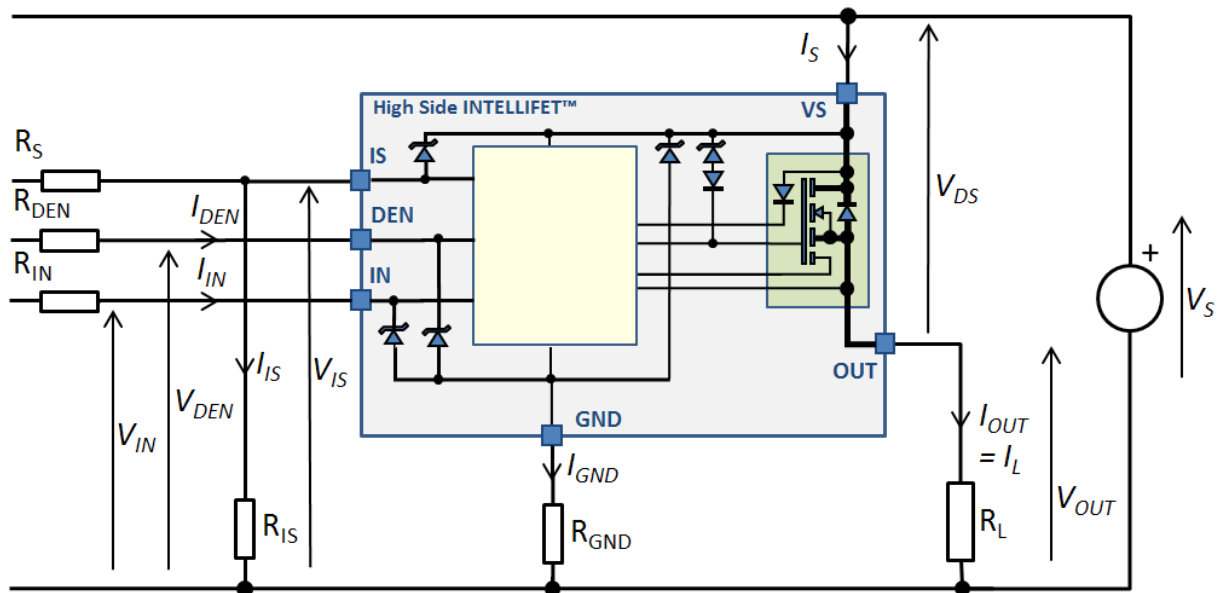 I_S
High Side INTELLIFET™
VS
R_S
IS
V_DS
R_DEN
I_DEN
DEN
R_IN
I_IN
IN
+
V_S
I_IS
V_IS
OUT
V_DEN
GND
V_IN
I_OUT
= I_L
I_GND
V_OUT
R_IS
R_GND
R_L